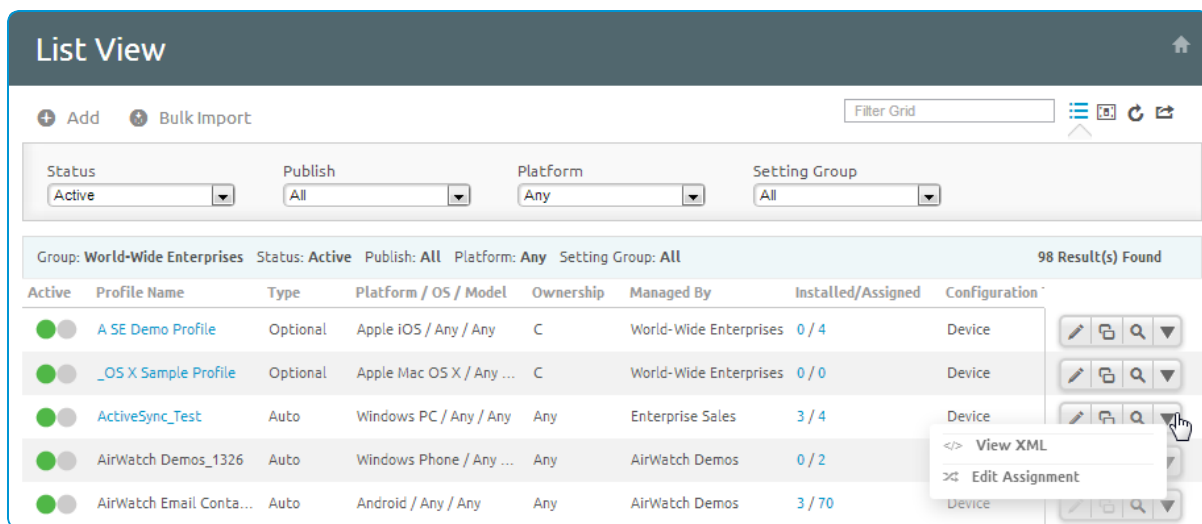 List View
Add Bulk Import Filter Grid
Status Publish Platform Setting Group
Active All Any All
Group: World-Wide Enterprises Status: Active Publish: All Platform: Any Setting Group: All 98 Result(s) Found
Active Profile Name Type Platform / OS / Model Ownership Managed By Installed/Assigned Configuration
A SE Demo Profile Optional Apple iOS / Any / Any C World-Wide Enterprises 0 / 4 Device
_OS X Sample Profile Optional Apple Mac OS X / Any ... C World-Wide Enterprises 0 / 0 Device
ActiveSync_Test Auto Windows PC / Any / Any Any Enterprise Sales 3 / 4 Device
</> View XML
AirWatch Demos_1326 Auto Windows Phone / Any ... Any AirWatch Demos 0 / 2
Edit Assignment
AirWatch Email Conta... Auto Android / Any / Any Any AirWatch Demos 3 / 70 Device